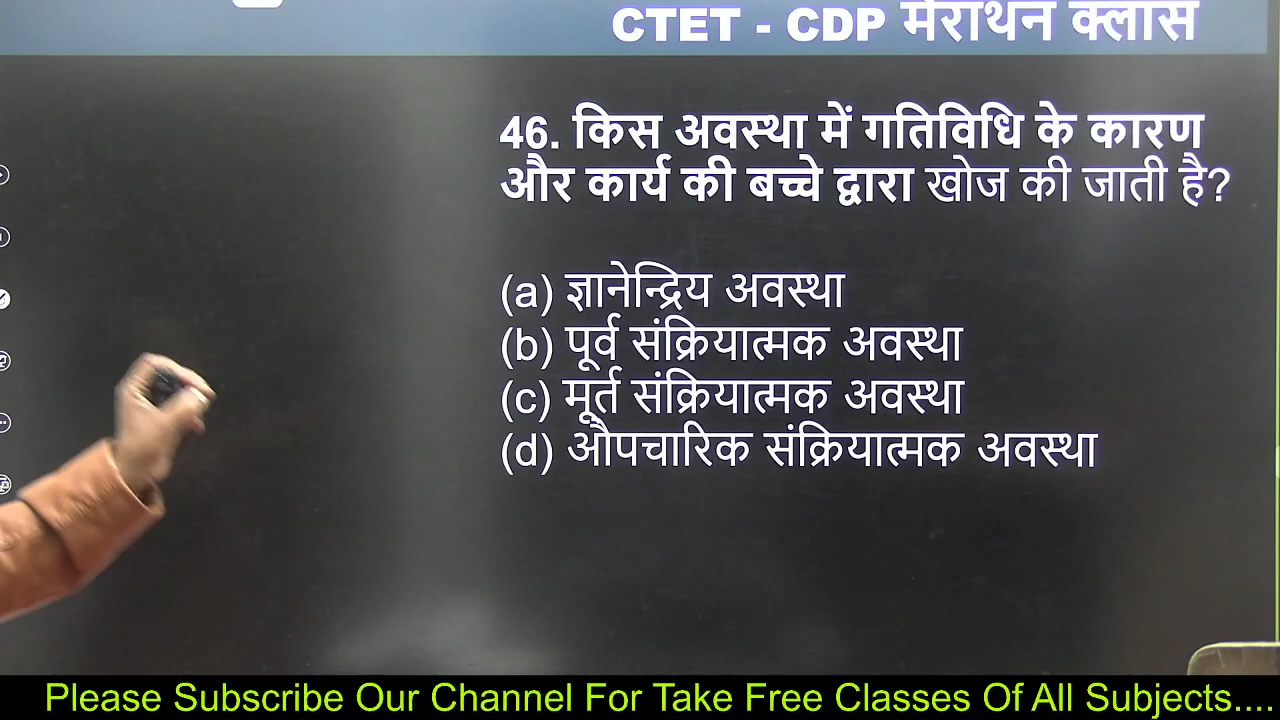 CTET - CDP मैराथन क्लास
46. किस अवस्था में गतिविधि के कारण
और कार्य की बच्चे द्वारा खोज की जाती है?
(a) ज्ञानेन्द्रिय अवस्था
(b) पूर्व संक्रियात्मक अवस्था
(c) मूर्त संक्रियात्मक अवस्था
(d) औपचारिक संक्रियात्मक अवस्था
Please Subscribe Our Channel For Take Free Classes Of All Subjects....